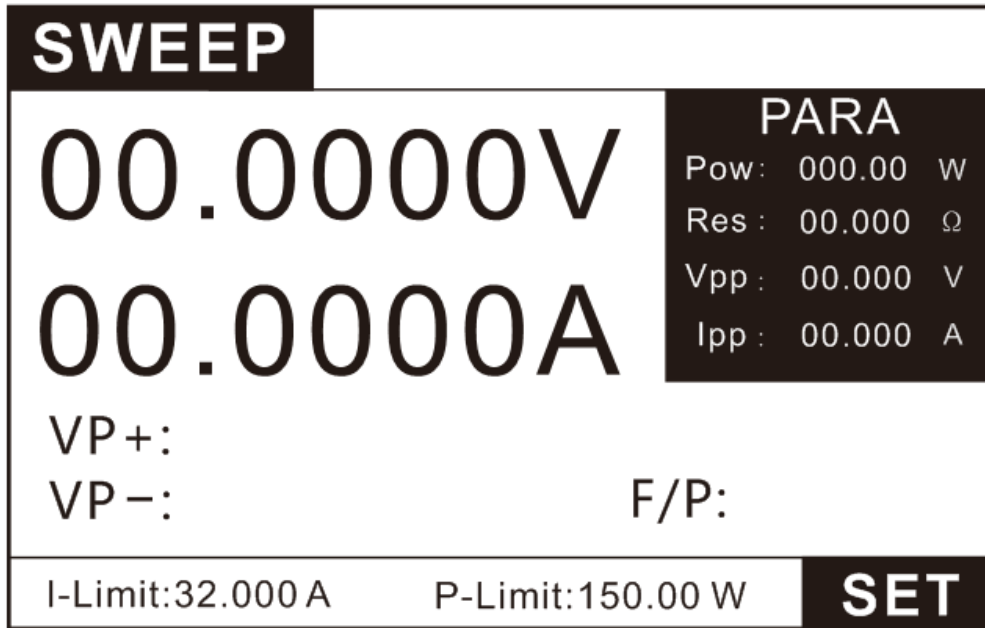 SWEEP
00.0000V
00.0000A
PARA
Pow: 000.00 W
Res: 00.000 Ω
Vpp: 00.000 V
Ipp: 00.000 A
VP+:
VP−:
F/P:
I-Limit:32.000 A
P-Limit:150.00 W
SET